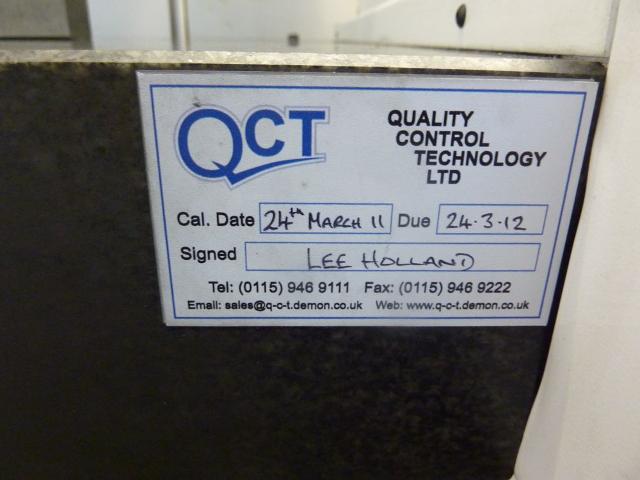 QCT
QUALITY
CONTROL
TECHNOLOGY
LTD
Cal. Date 24th MARCH 11 Due 24.3.12
Signed LEE HOLLAND
Tel: (0115) 946 9111 Fax: (0115) 946 9222
Email: sales@q-c-t.demon.co.uk Web: www.q-c-t.demon.co.uk